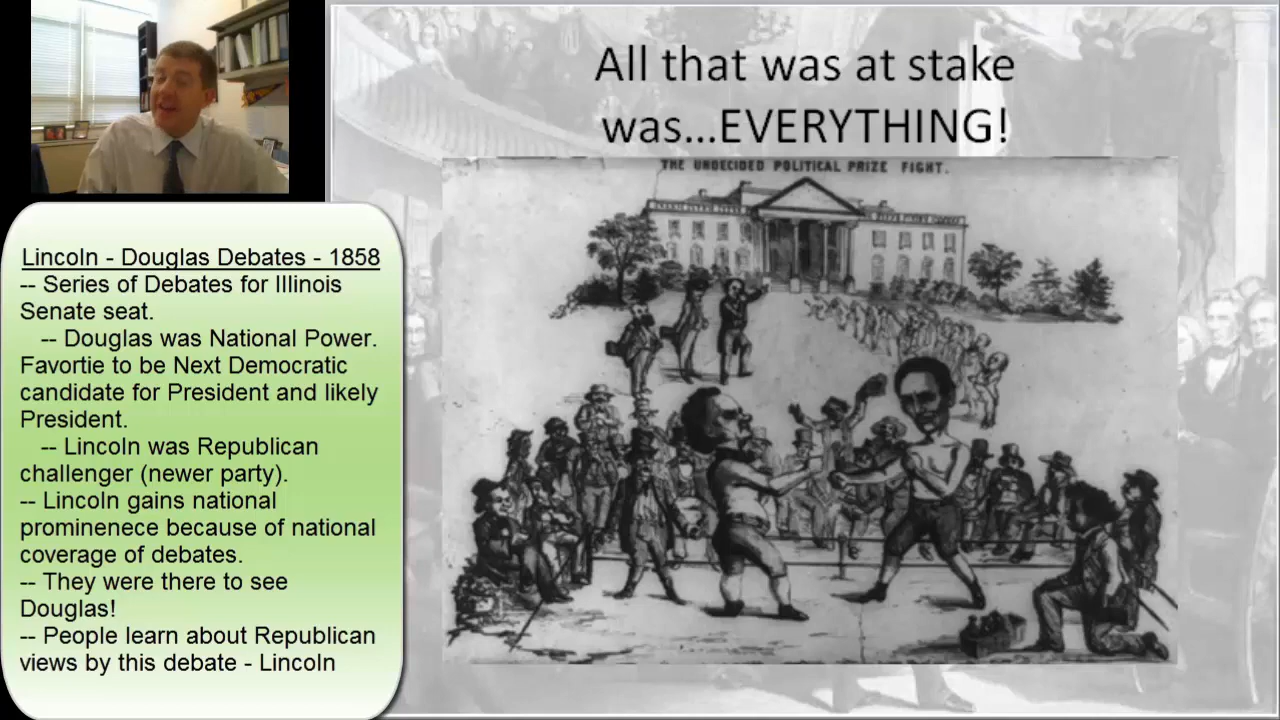 All that was at stake
was...EVERYTHING!
THE UNDECIDED POLITICAL PRIZE FIGHT.
Lincoln - Douglas Debates - 1858
-- Series of Debates for Illinois
Senate seat.
-- Douglas was National Power.
Favortie to be Next Democratic
candidate for President and likely
President.
-- Lincoln was Republican
challenger (newer party).
-- Lincoln gains national
prominenece because of national
coverage of debates.
-- They were there to see
Douglas!
-- People learn about Republican
views by this debate - Lincoln